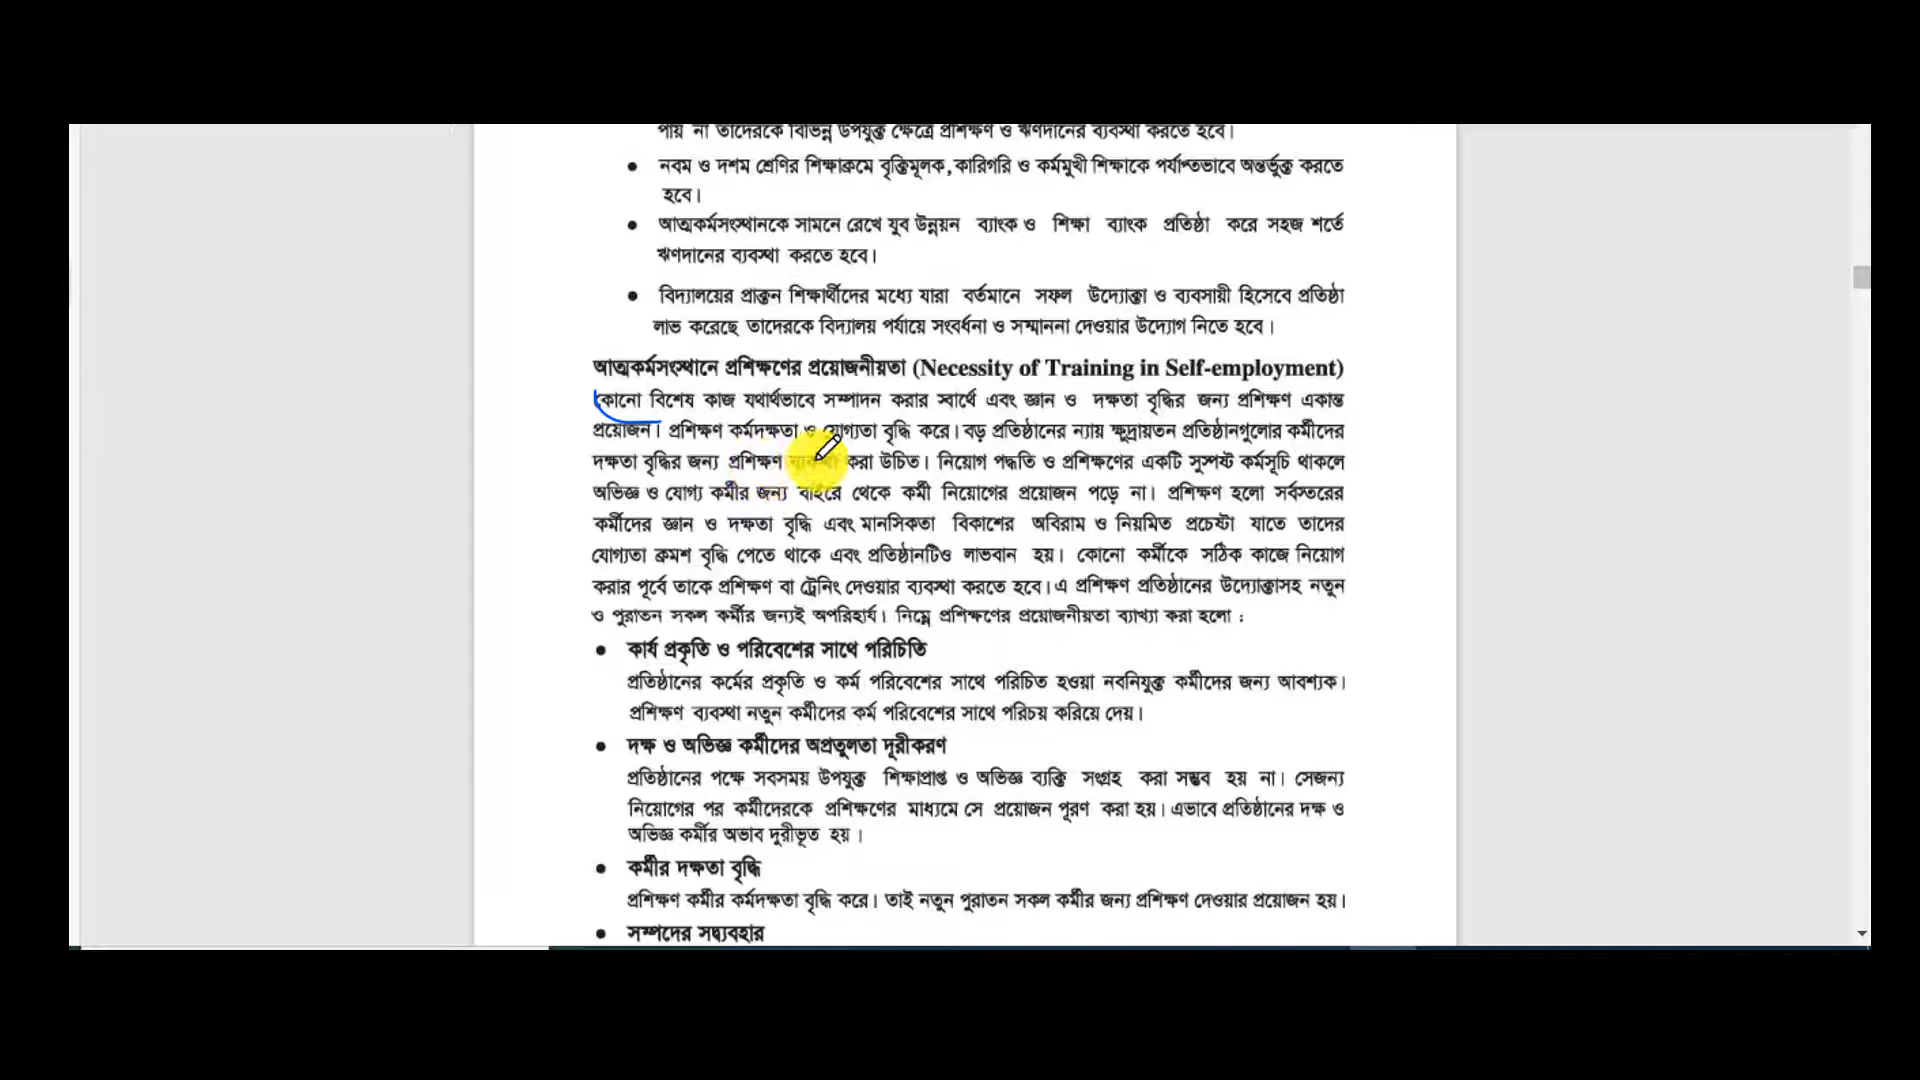 পায় না তাদেরকে বিভিন্ন উপযুক্ত ক্ষেত্রে প্রশিক্ষণ ও ঋণদানের ব্যবস্থা করতে হবে।
● নবম ও দশম শ্রেণির শিক্ষাক্রমে বৃত্তিমূলক, কারিগরি ও কর্মমুখী শিক্ষাকে পর্যাপ্তভাবে অন্তর্ভুক্ত করতে
হবে।
● আত্মকর্মসংস্থানকে সামনে রেখে যুব উন্নয়ন ব্যাংক ও শিক্ষা ব্যাংক প্রতিষ্ঠা করে সহজ শর্তে
ঋণদানের ব্যবস্থা করতে হবে।
● বিদ্যালয়ের প্রাক্তন শিক্ষার্থীদের মধ্যে যারা বর্তমানে সফল উদ্যোক্তা ও ব্যবসায়ী হিসেবে প্রতিষ্ঠা
লাভ করেছে তাদেরকে বিদ্যালয় পর্যায়ে সংবর্ধনা ও সম্মাননা দেওয়ার উদ্যোগ নিতে হবে।
আত্মকর্মসংস্থানে প্রশিক্ষণের প্রয়োজনীয়তা (Necessity of Training in Self-employment)
কোনো বিশেষ কাজ যথার্থভাবে সম্পাদন করার স্বার্থে এবং জ্ঞান ও দক্ষতা বৃদ্ধির জন্য প্রশিক্ষণ একান্ত
প্রয়োজন। প্রশিক্ষণ কর্মদক্ষতা ও যোগ্যতা বৃদ্ধি করে। বড় প্রতিষ্ঠানের ন্যায় ক্ষুদ্রায়তন প্রতিষ্ঠানগুলোর কর্মীদের
দক্ষতা বৃদ্ধির জন্য প্রশিক্ষণ করা উচিত। নিয়োগ পদ্ধতি ও প্রশিক্ষণের একটি সুস্পষ্ট কর্মসূচি থাকলে
অভিজ্ঞ ও যোগ্য কর্মীর জন্য বাইরে থেকে কর্মী নিয়োগের প্রয়োজন পড়ে না। প্রশিক্ষণ হলো সর্বস্তরের
কর্মীদের জ্ঞান ও দক্ষতা বৃদ্ধি এবং মানসিকতা বিকাশের অবিরাম ও নিয়মিত প্রচেষ্টা যাতে তাদের
যোগ্যতা ক্রমশ বৃদ্ধি পেতে থাকে এবং প্রতিষ্ঠানটিও লাভবান হয়। কোনো কর্মীকে সঠিক কাজে নিয়োগ
করার পূর্বে তাকে প্রশিক্ষণ বা ট্রেনিং দেওয়ার ব্যবস্থা করতে হবে। এ প্রশিক্ষণ প্রতিষ্ঠানের উদ্যোক্তাসহ নতুন
ও পুরাতন সকল কর্মীর জন্যই অপরিহার্য। নিম্নে প্রশিক্ষণের প্রয়োজনীয়তা ব্যাখ্যা করা হলো :
● কার্য প্রকৃতি ও পরিবেশের সাথে পরিচিতি
প্রতিষ্ঠানের কর্মের প্রকৃতি ও কর্ম পরিবেশের সাথে পরিচিত হওয়া নবনিযুক্ত কর্মীদের জন্য আবশ্যক।
প্রশিক্ষণ ব্যবস্থা নতুন কর্মীদের কর্ম পরিবেশের সাথে পরিচয় করিয়ে দেয়।
● দক্ষ ও অভিজ্ঞ কর্মীদের অপ্রতুলতা দূরীকরণ
প্রতিষ্ঠানের পক্ষে সবসময় উপযুক্ত শিক্ষাপ্রাপ্ত ও অভিজ্ঞ ব্যক্তি সংগ্রহ করা সম্ভব হয় না। সেজন্য
নিয়োগের পর কর্মীদেরকে প্রশিক্ষণের মাধ্যমে সে প্রয়োজন পূরণ করা হয়। এভাবে প্রতিষ্ঠানের দক্ষ ও
অভিজ্ঞ কর্মীর অভাব দুরীভূত হয় ।
● কর্মীর দক্ষতা বৃদ্ধি
প্রশিক্ষণ কর্মীর কর্মদক্ষতা বৃদ্ধি করে। তাই নতুন পুরাতন সকল কর্মীর জন্য প্রশিক্ষণ দেওয়ার প্রয়োজন হয়।
● সম্পদের সদ্ব্যবহার